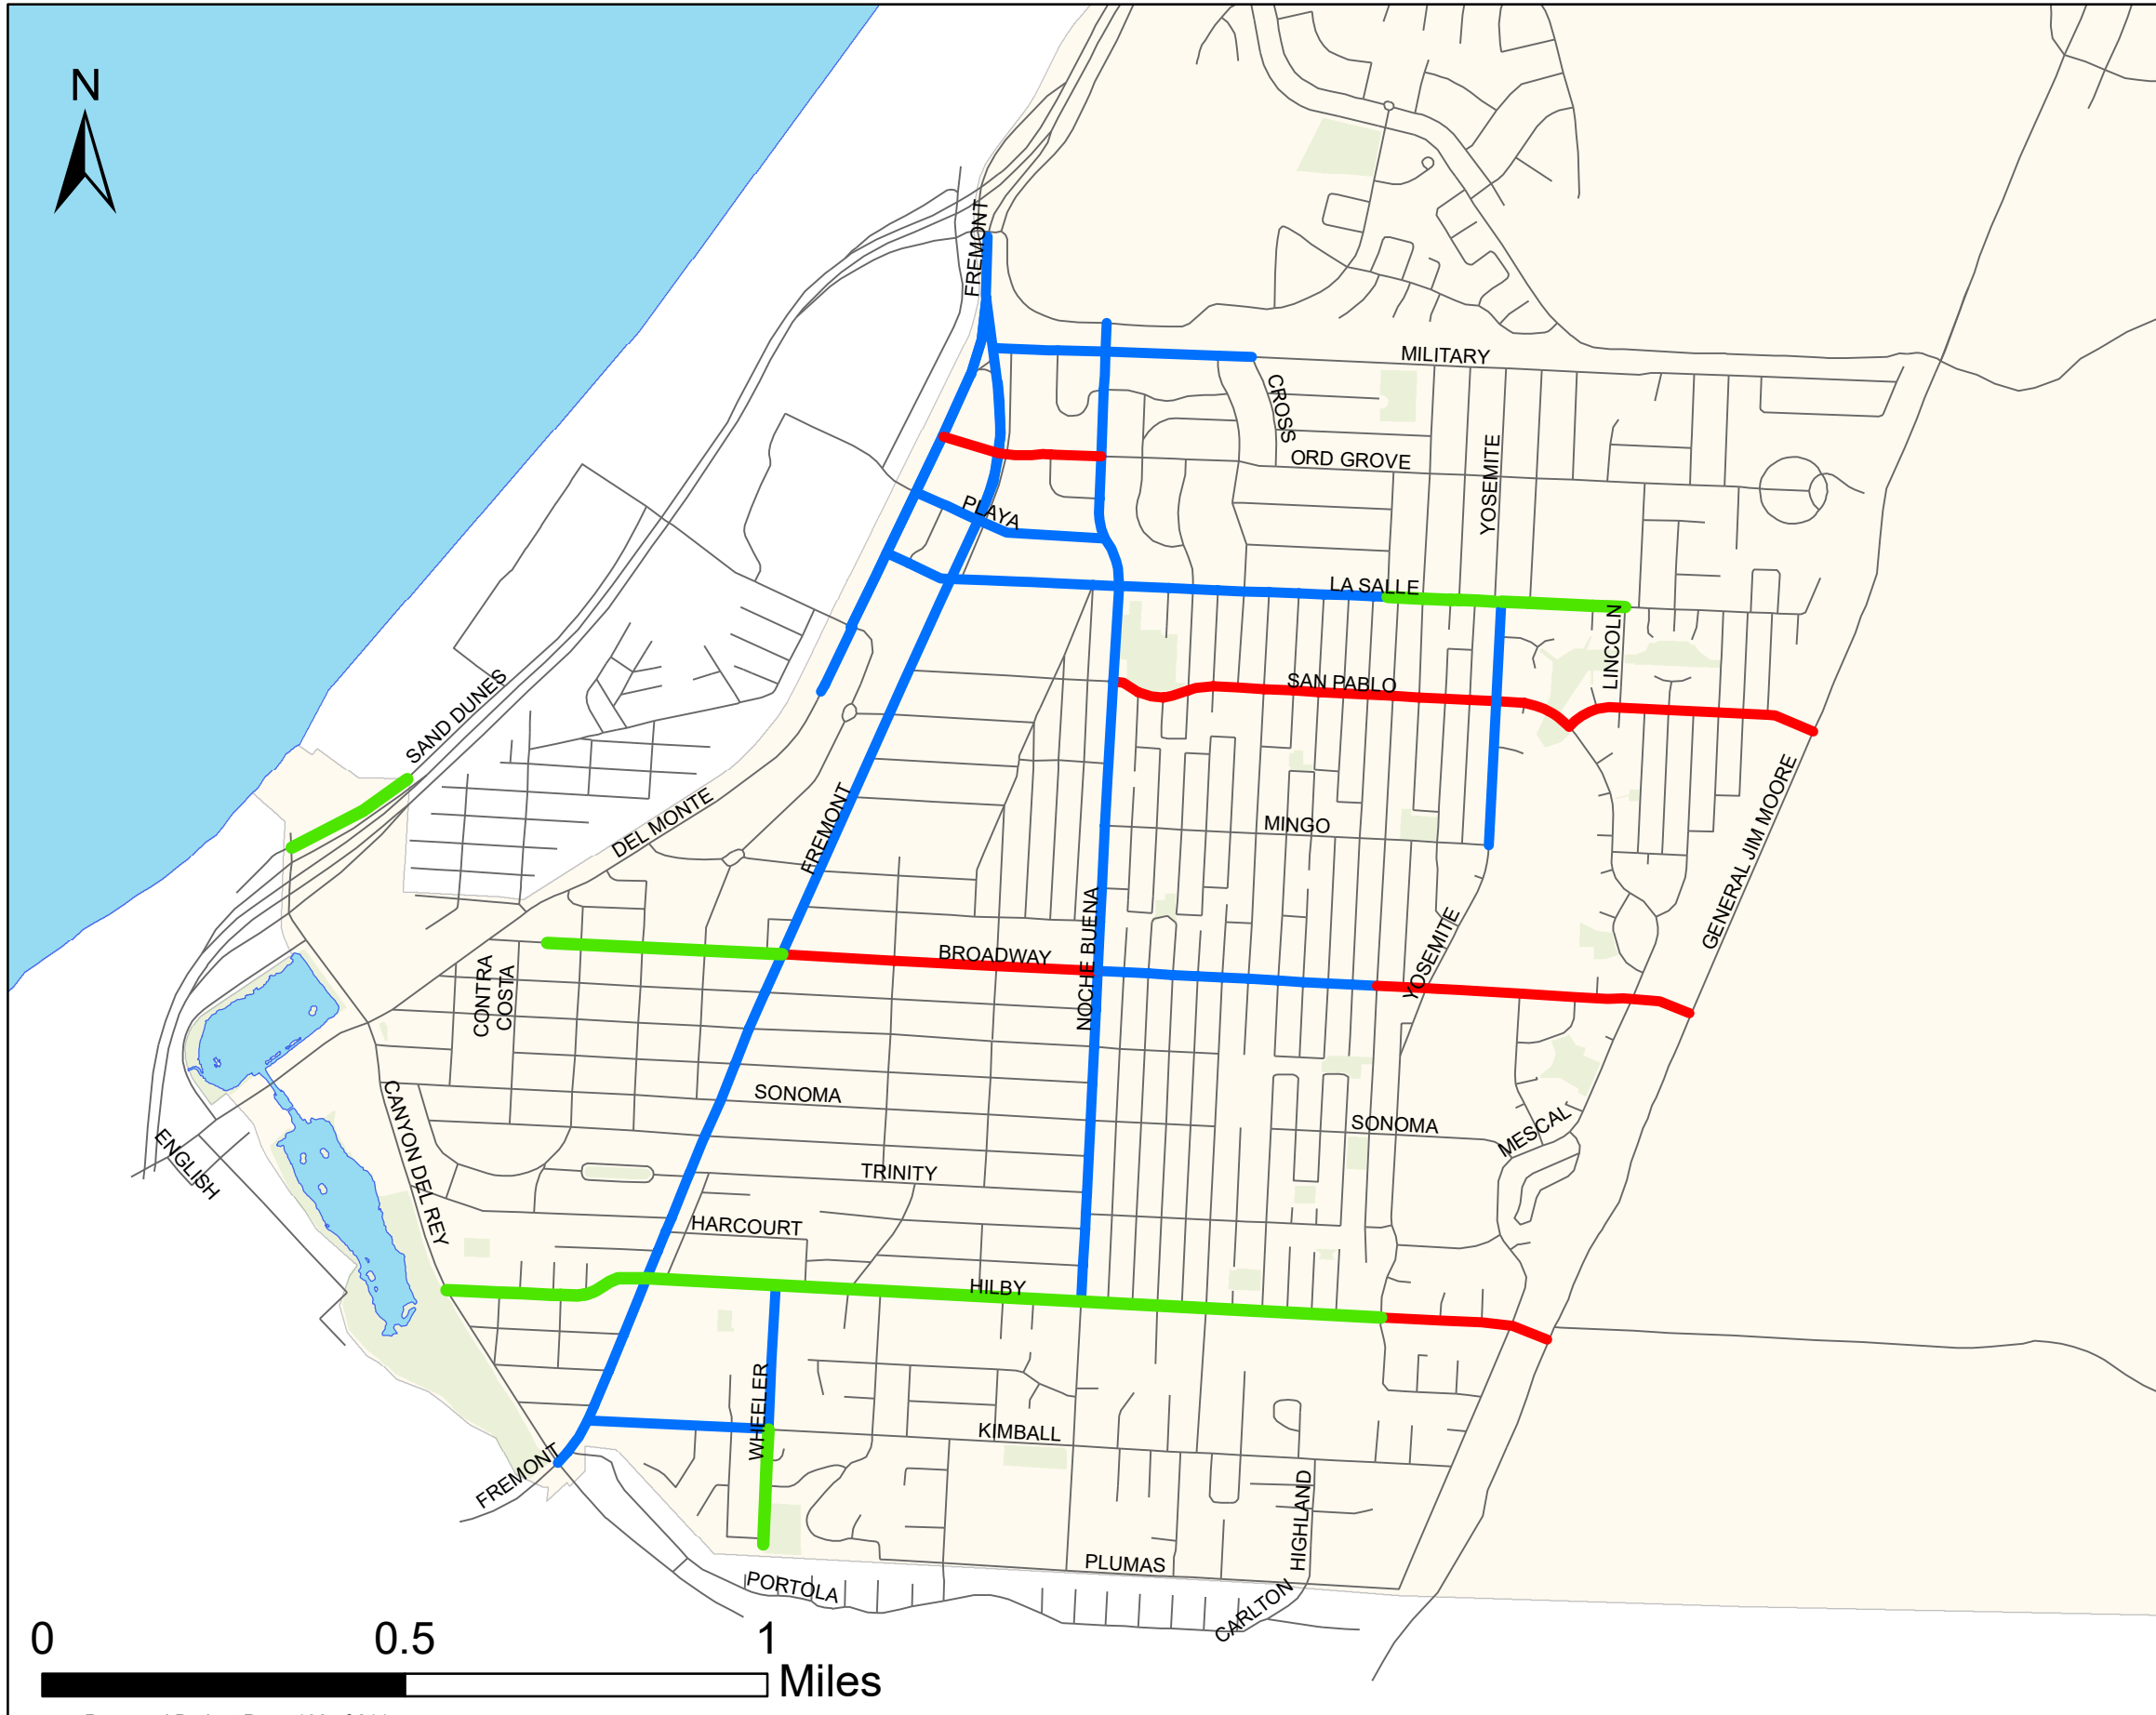 N
FREMONT
MILITARY
CROSS
ORD GROVE
YOSEMITE
PLAYA
LA SALLE
LINCOLN
SAN PABLO
SAND DUNES
DEL MONTE
FREMONT
MINGO
GENERAL JIM MOORE
BROADWAY
NOCHE BUENA
YOSEMITE
CONTRA
COSTA
CANYON DEL REY
SONOMA
SONOMA
MESCAL
ENGLISH
TRINITY
HARCOURT
HILBY
WHEELER
KIMBALL
FREMONT
HIGHLAND
PLUMAS
PORTOLA
CARLTON
0 0.5 1
Miles